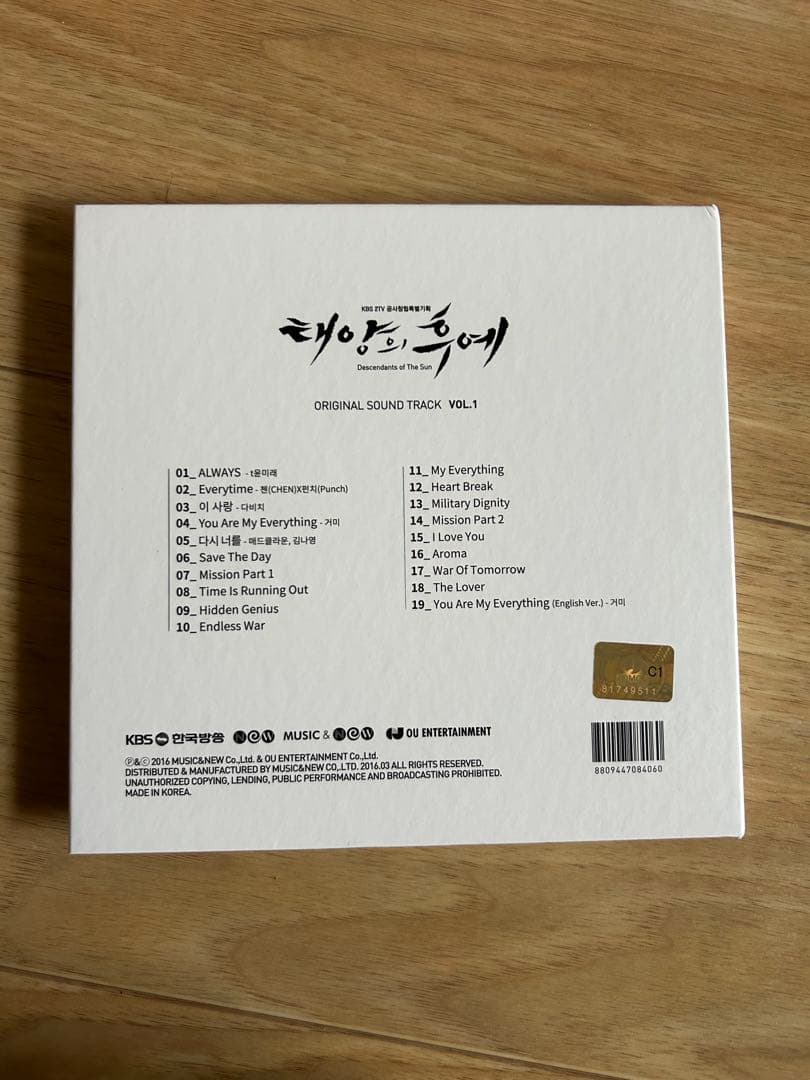 KBS 2TV 공사창립특별기획
태양의 후예
Descendants of The Sun
ORIGINAL SOUND TRACK VOL.1
01_ ALWAYS - t윤미래
02_ Everytime - 첸(CHEN)X펀치(Punch)
03_ 이 사랑 - 다비치
04_ You Are My Everything - 거미
05_ 다시 너를 - 매드클라운, 김나영
06_ Save The Day
07_ Mission Part 1
08_ Time Is Running Out
09_ Hidden Genius
10_ Endless War
11_ My Everything
12_ Heart Break
13_ Military Dignity
14_ Mission Part 2
15_ I Love You
16_ Aroma
17_ War Of Tomorrow
18_ The Lover
19_ You Are My Everything (English Ver.) - 거미
C1
81749511
KBS 한국방송 NEW MUSIC & NEW OU ENTERTAINMENT
Ⓟ&ⓒ 2016 MUSIC&NEW Co.,Ltd. & OU ENTERTAINMENT Co.,Ltd.
DISTRIBUTED & MANUFACTURED BY MUSIC&NEW CO,.LTD. 2016.03 ALL RIGHTS RESERVED.
UNAUTHORIZED COPYING, LENDING, PUBLIC PERFORMANCE AND BROADCASTING PROHIBITED.
MADE IN KOREA.
8809447084060